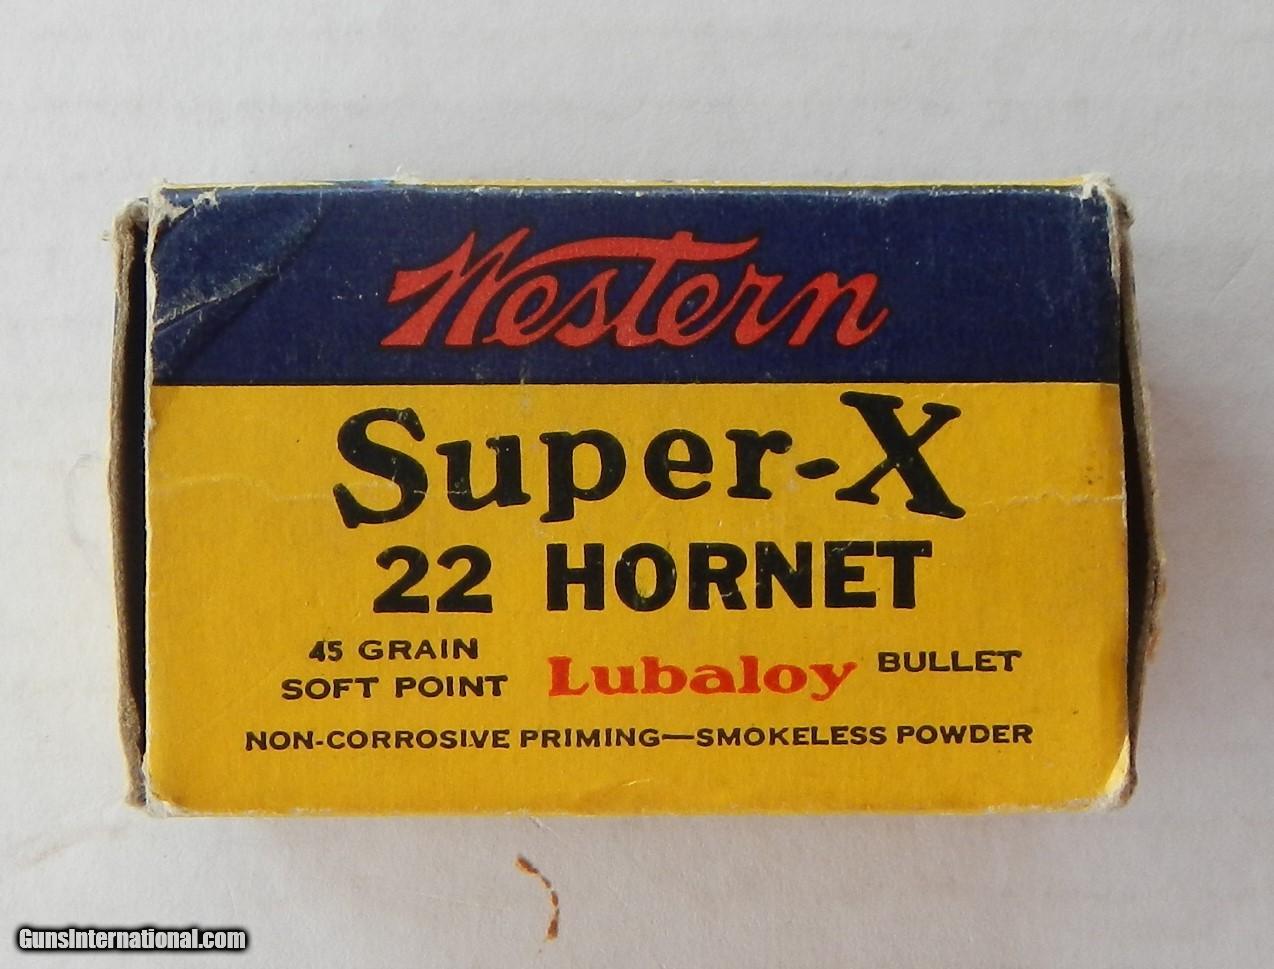 Western
Super-X
22 HORNET
45 GRAIN
SOFT POINT
Lubaloy BULLET
NON-CORROSIVE PRIMING—SMOKELESS POWDER
GunsInternational.com